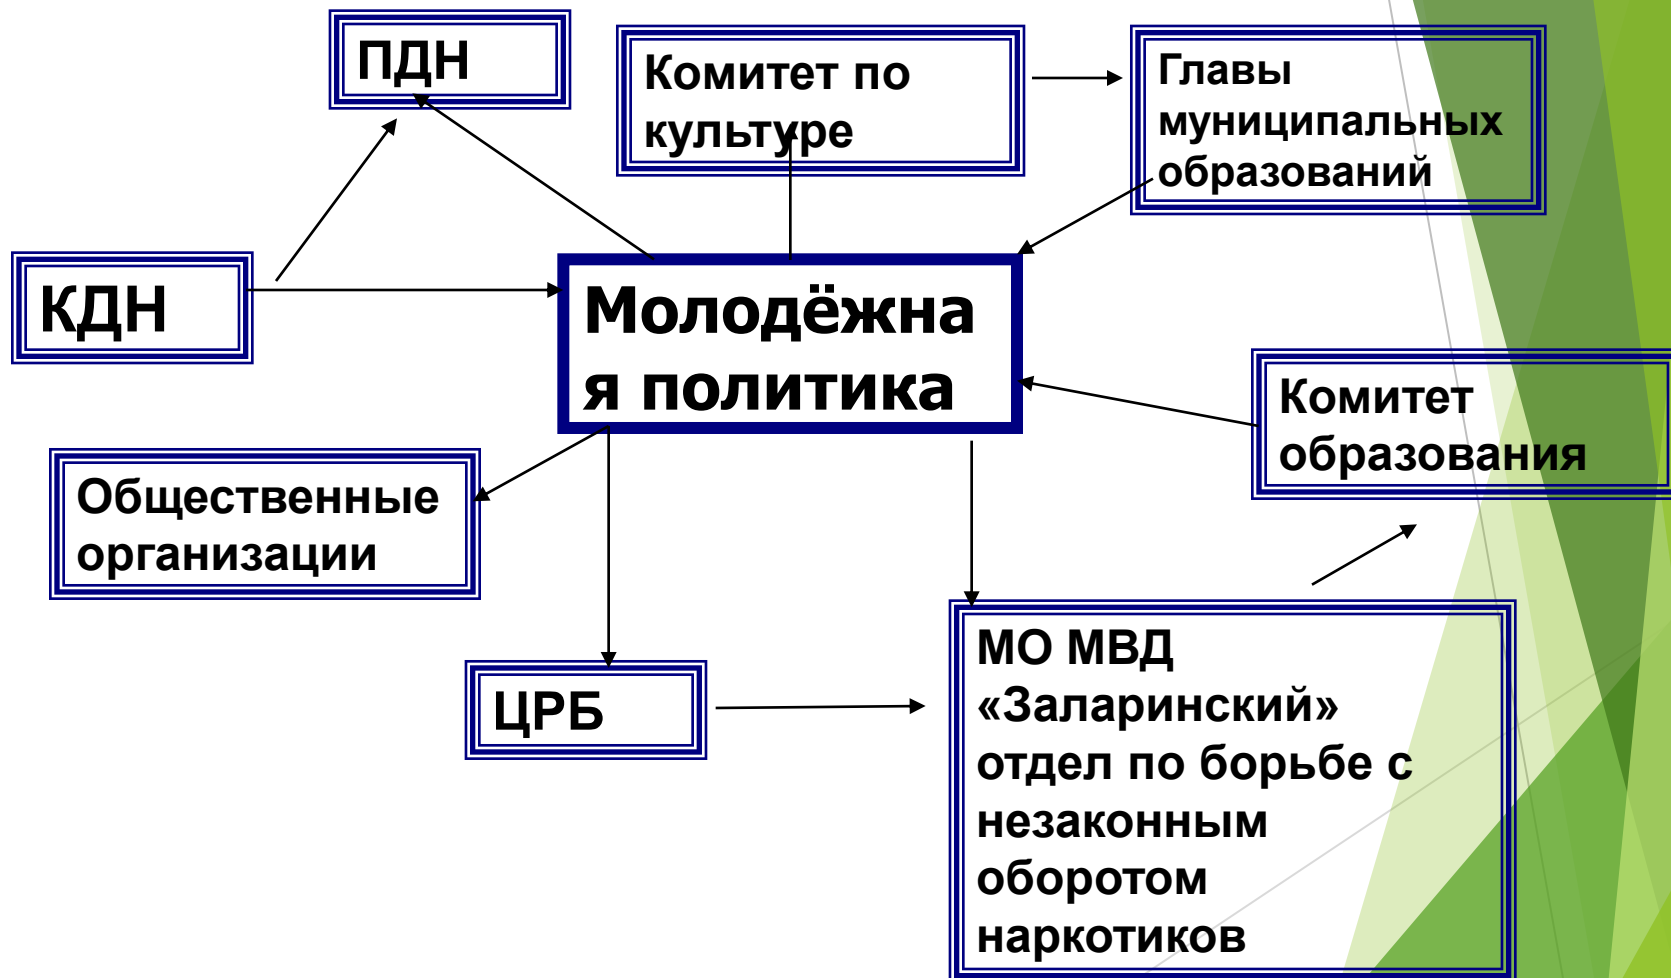 ПДН
Комитет по
культуре
Главы
муниципальных
образований
КДН
Молодёжна
я политика
Комитет
образования
Общественные
организации
ЦРБ
МО МВД
«Заларинский»
отдел по борьбе с
незаконным
оборотом
наркотиков